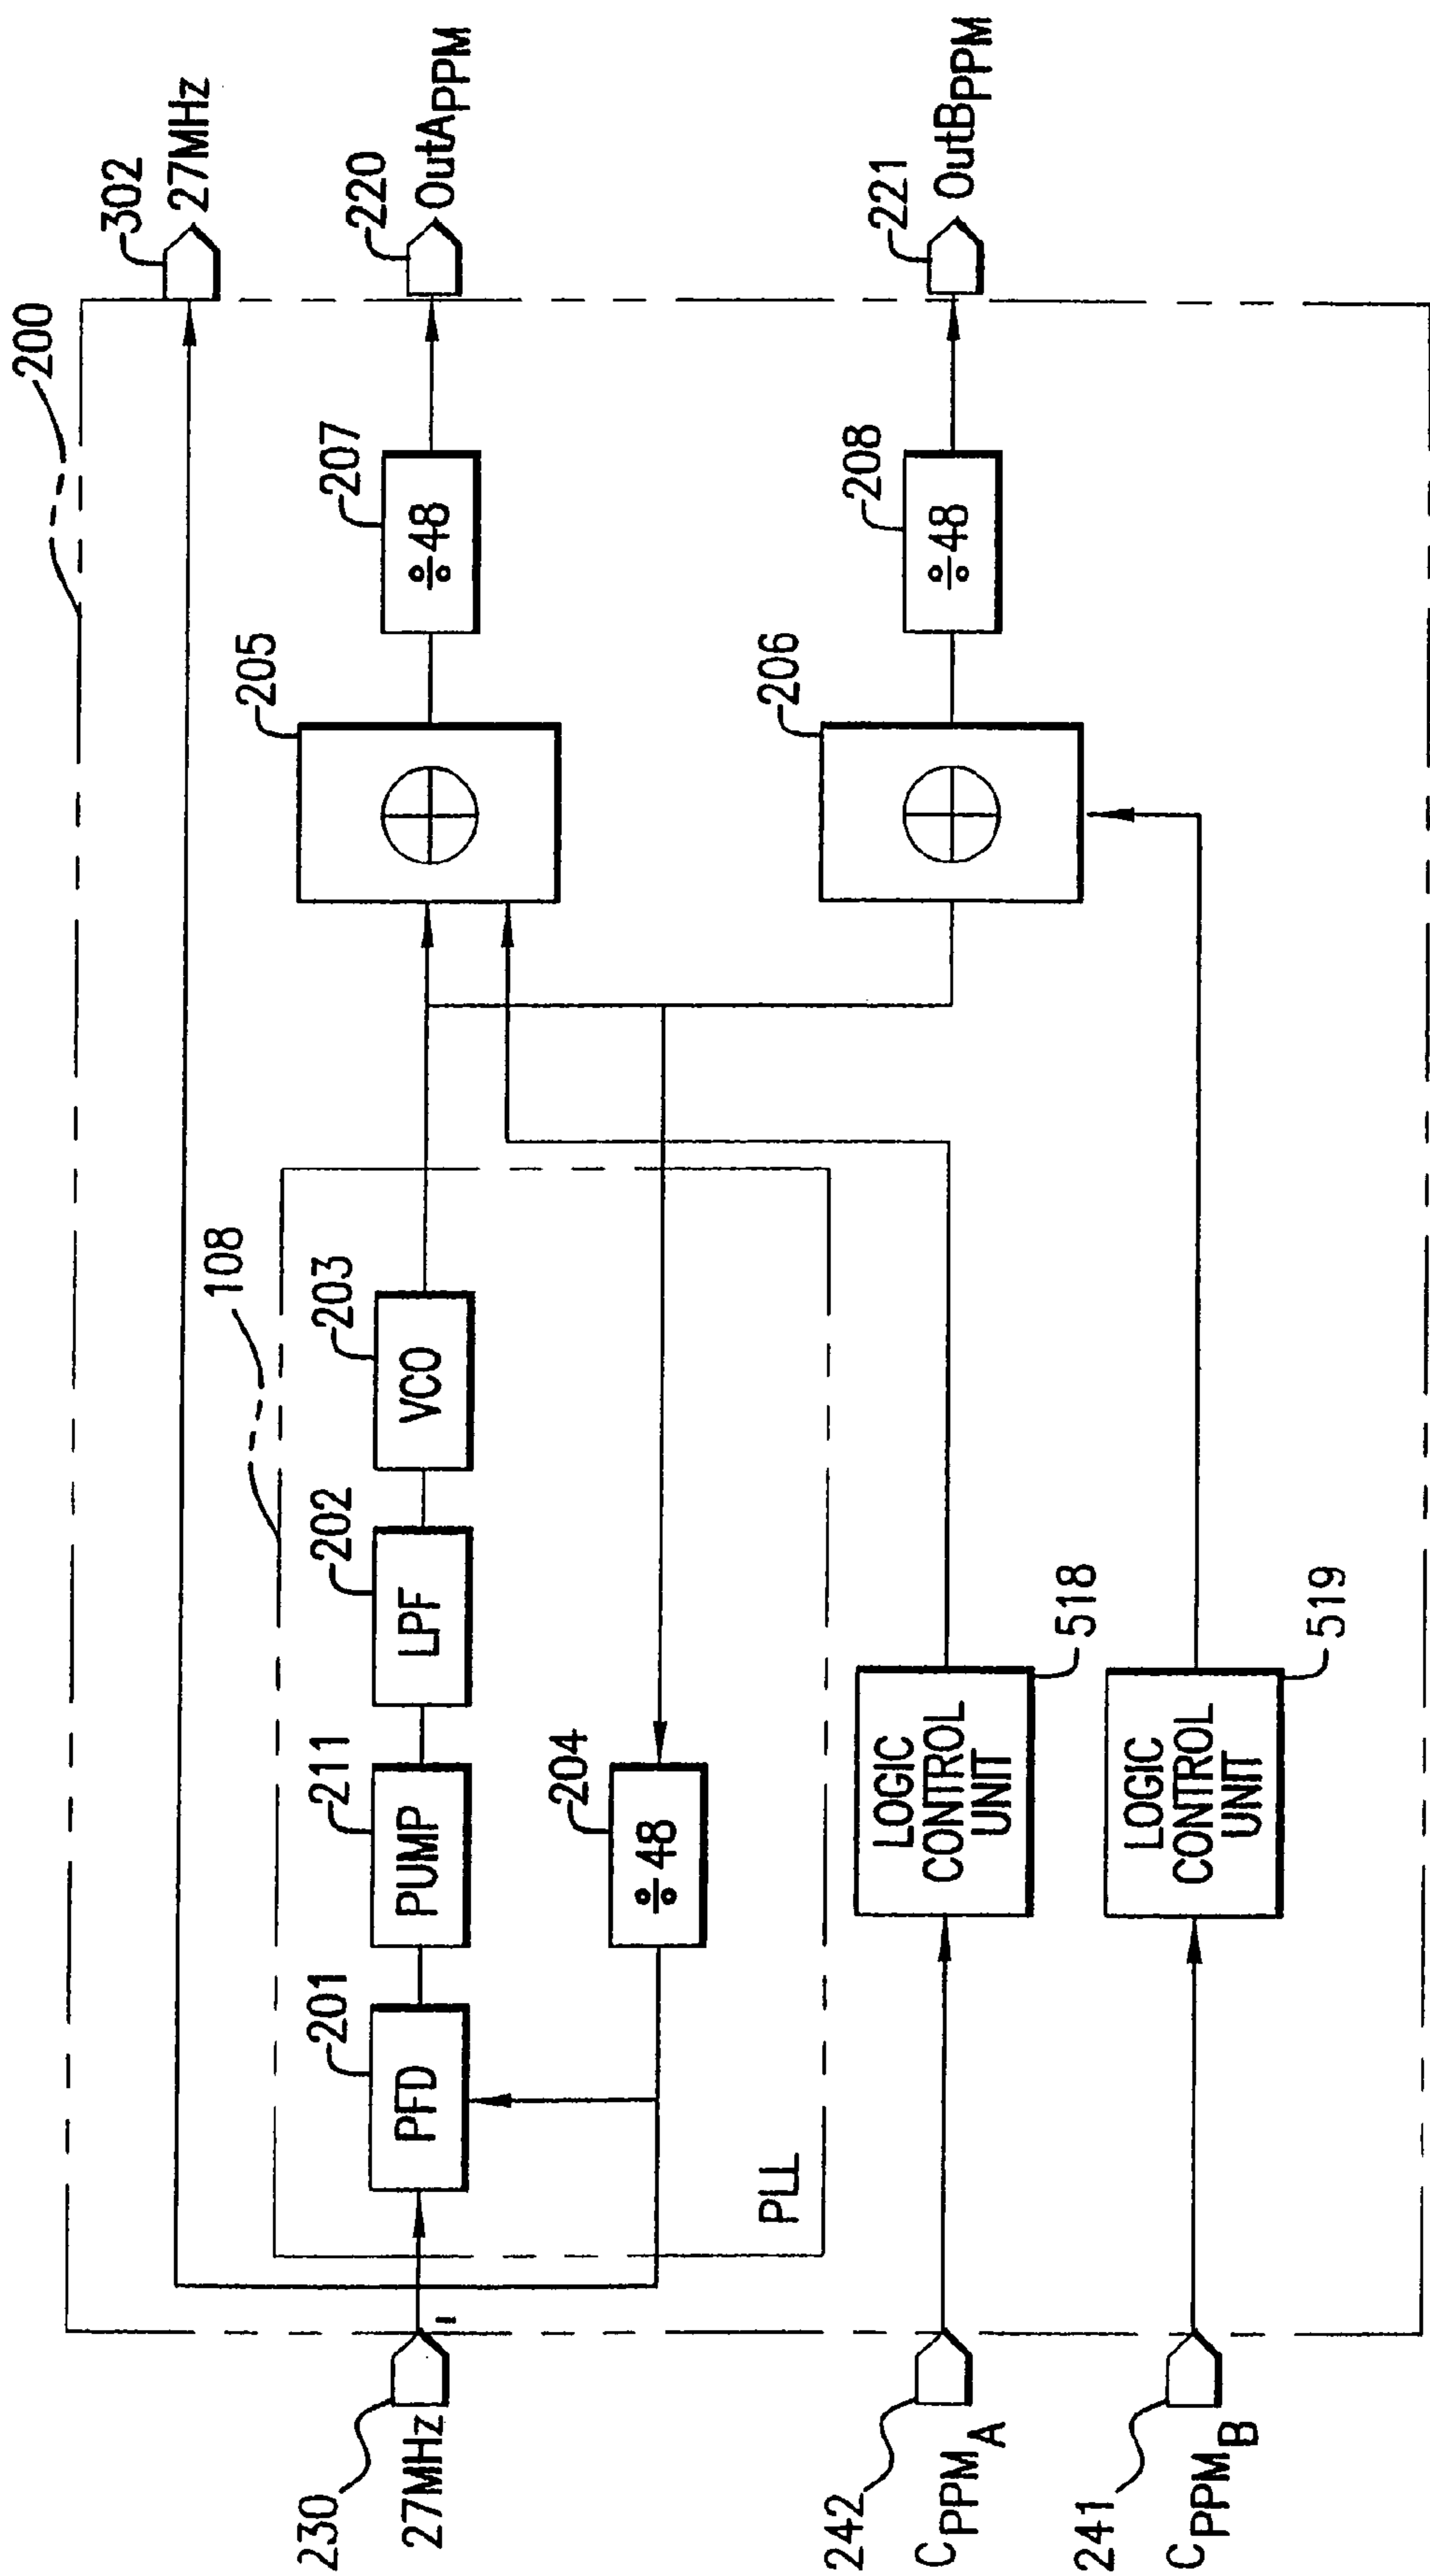 200
302
27MHz
108
230
27MHz
201
PFD
211
PUMP
202
LPF
203
VCO
205
207
÷48
220
OutAPPM
204
÷48
PLL
206
208
÷48
221
OutBPPM
242
CPPMA
LOGIC
CONTROL
UNIT
518
241
CPPMB
LOGIC
CONTROL
UNIT
519